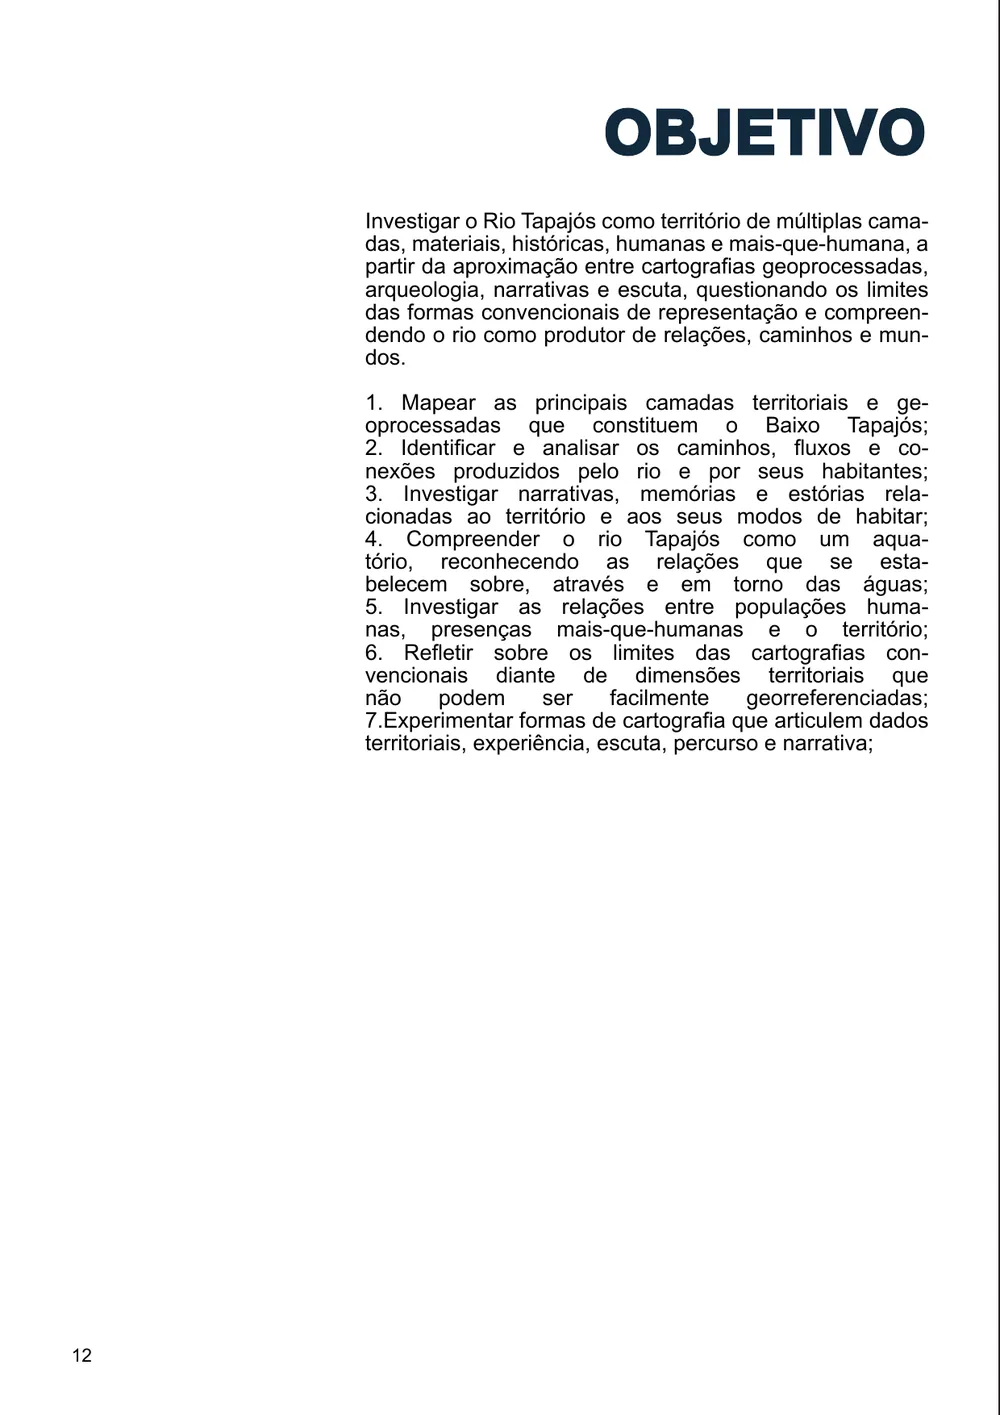 OBJETIVO
Investigar o Rio Tapajós como território de múltiplas cama-
das, materiais, históricas, humanas e mais-que-humana, a
partir da aproximação entre cartografias geoprocessadas,
arqueologia, narrativas e escuta, questionando os limites
das formas convencionais de representação e compreen-
dendo o rio como produtor de relações, caminhos e mun-
dos.
1. Mapear as principais camadas territoriais e ge-
oprocessadas que constituem o Baixo Tapajós;
2. Identificar e analisar os caminhos, fluxos e co-
nexões produzidos pelo rio e por seus habitantes;
3. Investigar narrativas, memórias e estórias rela-
cionadas ao território e aos seus modos de habitar;
4. Compreender o rio Tapajós como um aqua-
tório, reconhecendo as relações que se esta-
belecem sobre, através e em torno das águas;
5. Investigar as relações entre populações huma-
nas, presenças mais-que-humanas e o território;
6. Refletir sobre os limites das cartografias con-
vencionais diante de dimensões territoriais que
não podem ser facilmente georreferenciadas;
7.Experimentar formas de cartografia que articulem dados
territoriais, experiência, escuta, percurso e narrativa;
12